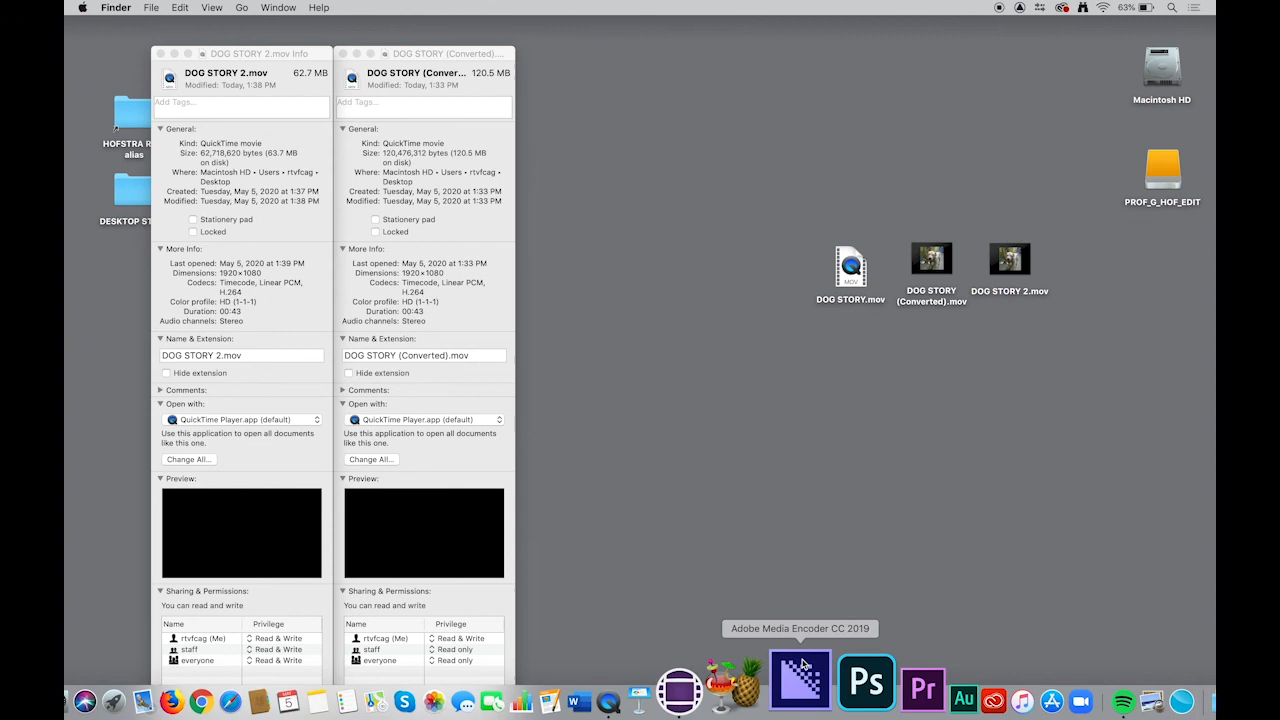 Finder File Edit View Go Window Help
63%
DOG STORY 2.mov Info
DOG STORY 2.mov 62.7 MB
Modified: Today, 1:38 PM
Add Tags...
General:
Kind: QuickTime movie
Size: 62,718,620 bytes (63.7 MB
on disk)
Where: Macintosh HD • Users • rtvfcag •
Desktop
Created: Tuesday, May 5, 2020 at 1:37 PM
Modified: Tuesday, May 5, 2020 at 1:38 PM
Stationery pad
Locked
More Info:
Last opened: May 5, 2020 at 1:39 PM
Dimensions: 1920×1080
Codecs: Timecode, Linear PCM,
H.264
Color profile: HD (1-1-1)
Duration: 00:43
Audio channels: Stereo
Name & Extension:
DOG STORY 2.mov
Hide extension
Comments:
Open with:
QuickTime Player.app (default)
Use this application to open all documents
like this one.
Change All...
Preview:
Sharing & Permissions:
You can read and write
Name Privilege
rtvfcag (Me) Read & Write
staff Read & Write
everyone Read & Write
DOG STORY (Converted)....
DOG STORY (Conver... 120.5 MB
Modified: Today, 1:33 PM
Add Tags...
General:
Kind: QuickTime movie
Size: 120,476,312 bytes (120.5 MB
on disk)
Where: Macintosh HD • Users • rtvfcag •
Desktop
Created: Tuesday, May 5, 2020 at 1:33 PM
Modified: Tuesday, May 5, 2020 at 1:33 PM
Stationery pad
Locked
More Info:
Last opened: May 5, 2020 at 1:33 PM
Dimensions: 1920×1080
Codecs: Timecode, Linear PCM,
H.264
Color profile: HD (1-1-1)
Duration: 00:43
Audio channels: Stereo
Name & Extension:
DOG STORY (Converted).mov
Hide extension
Comments:
Open with:
QuickTime Player.app (default)
Use this application to open all documents
like this one.
Change All...
Preview:
Sharing & Permissions:
You can read and write
Name Privilege
rtvfcag (Me) Read & Write
staff Read only
everyone Read only
HOFSTRA R
alias
DESKTOP ST
Macintosh HD
PROF_G_HOF_EDIT
MOV
DOG STORY.mov
DOG STORY
(Converted).mov
DOG STORY 2.mov
Adobe Media Encoder CC 2019
MAY
5
W
Ps
Pr
Au